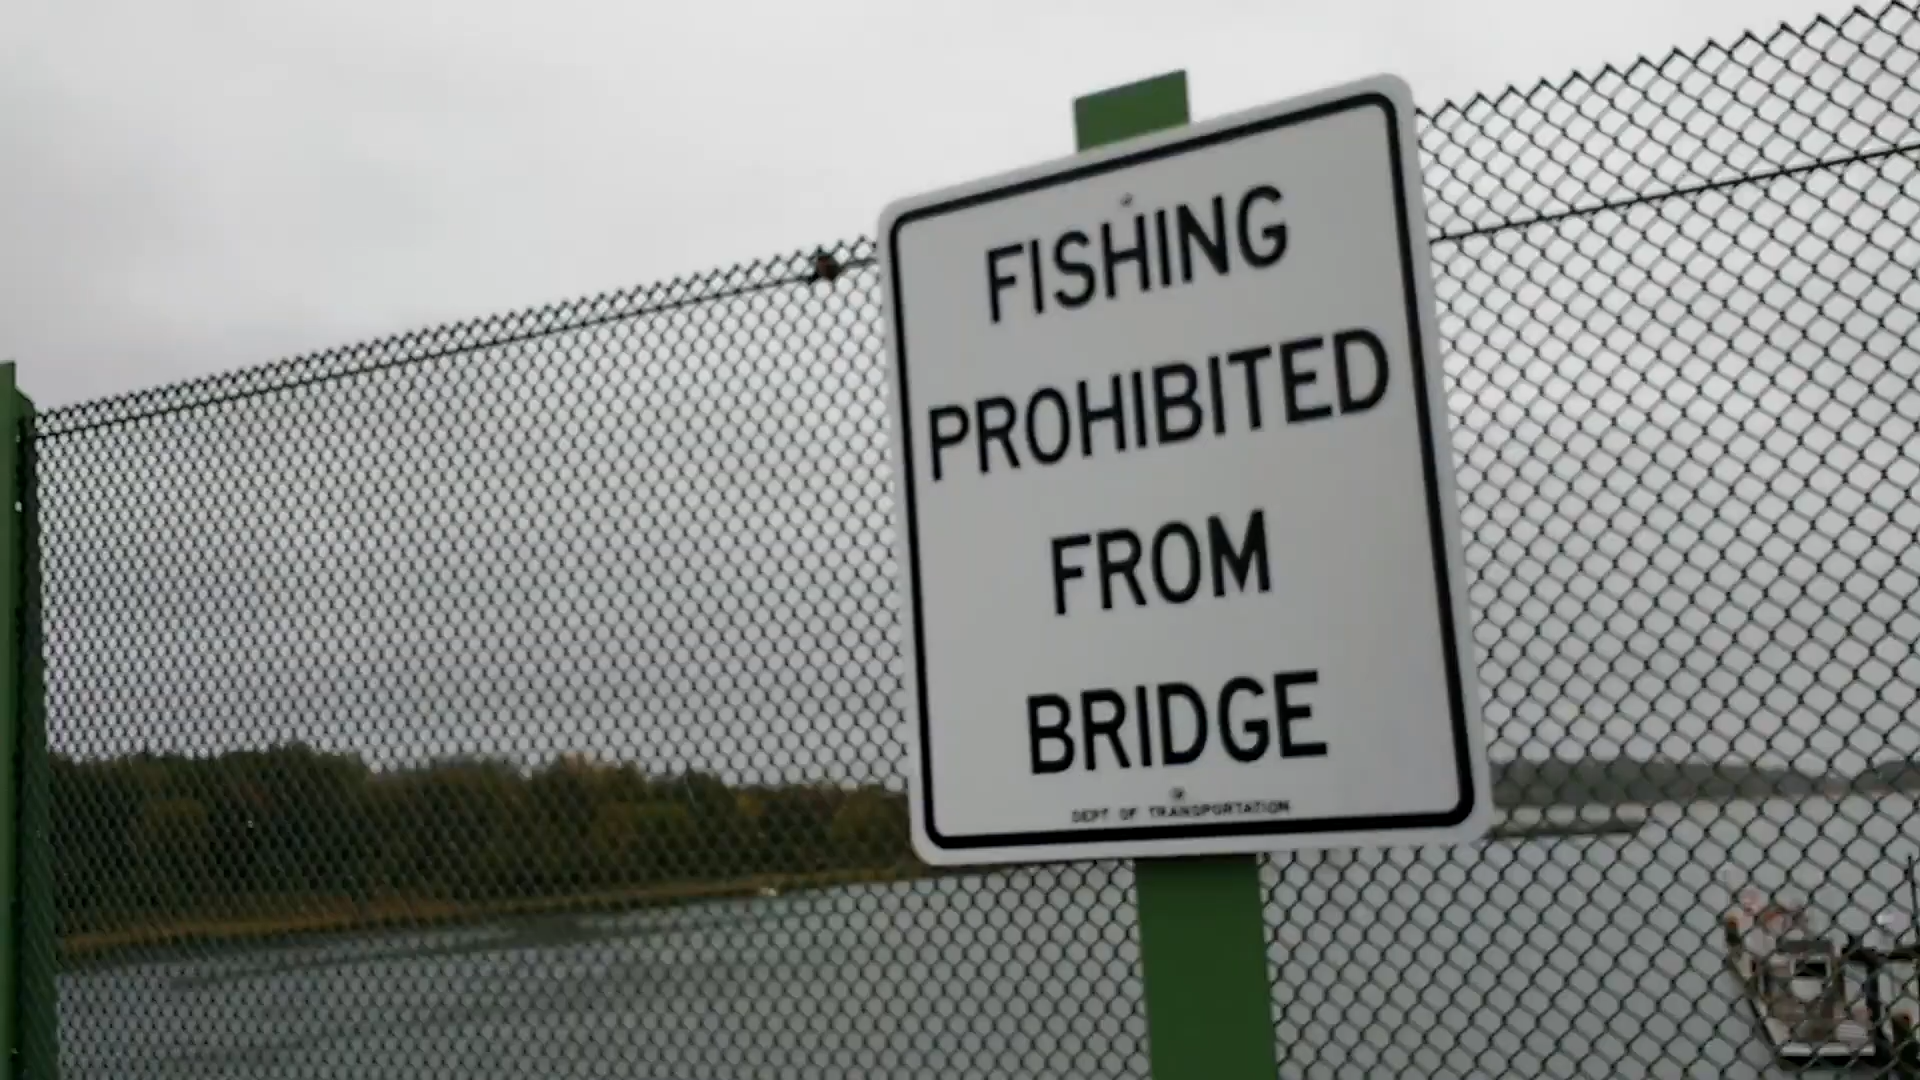 FISHING
PROHIBITED
FROM
BRIDGE
DEPT OF TRANSPORTATION